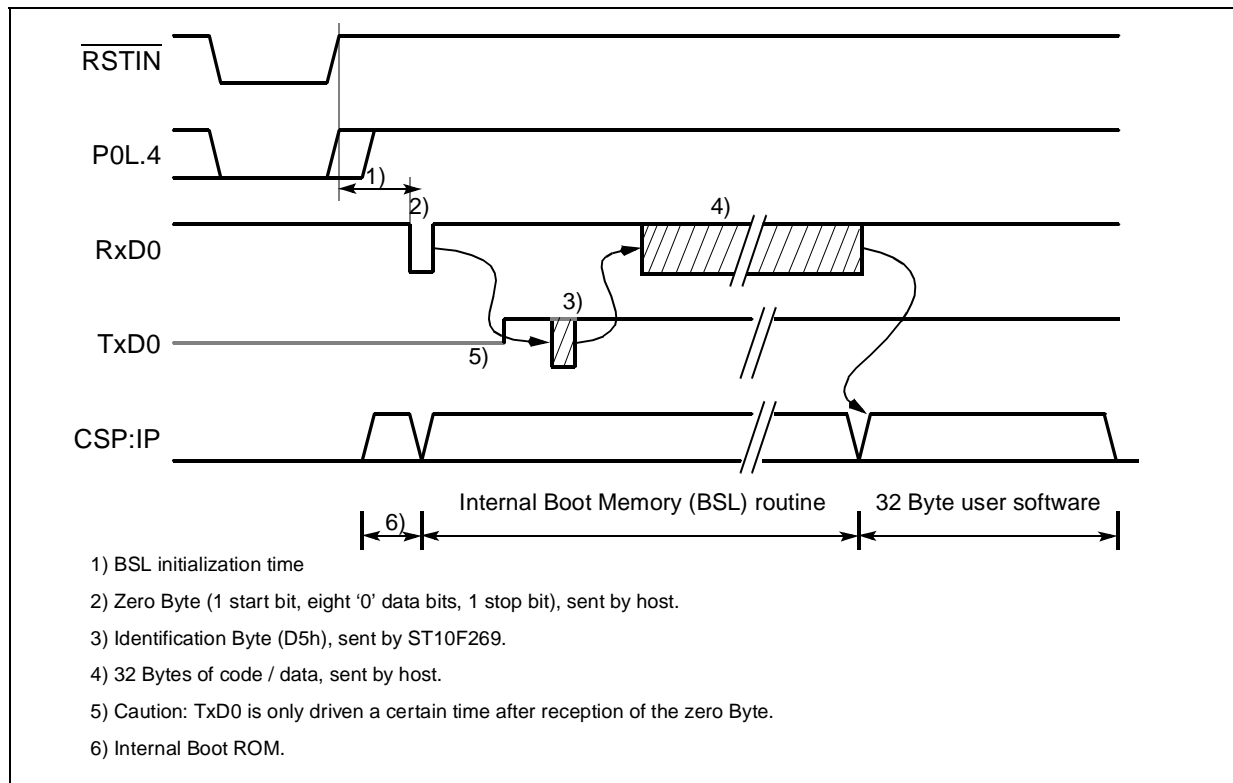 RSTIN
P0L.4
1)
2)
4)
RxD0
3)
TxD0
5)
CSP:IP
6)
Internal Boot Memory (BSL) routine
32 Byte user software
1) BSL initialization time
2) Zero Byte (1 start bit, eight ‘0’ data bits, 1 stop bit), sent by host.
3) Identification Byte (D5h), sent by ST10F269.
4) 32 Bytes of code / data, sent by host.
5) Caution: TxD0 is only driven a certain time after reception of the zero Byte.
6) Internal Boot ROM.